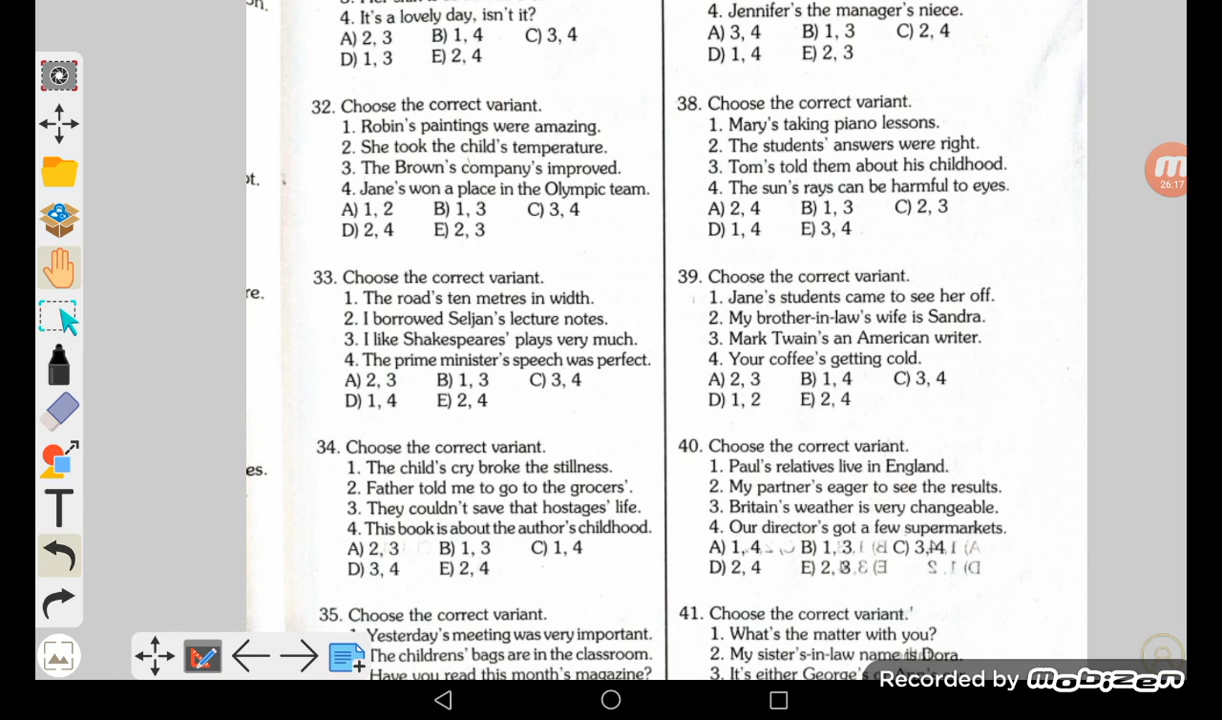 4. It's a lovely day, isn't it?
A) 2, 3 B) 1, 4 C) 3, 4
D) 1, 3 E) 2, 4
32. Choose the correct variant.
1. Robin's paintings were amazing.
2. She took the child's temperature.
3. The Brown's company's improved.
4. Jane's won a place in the Olympic team.
A) 1, 2 B) 1, 3 C) 3, 4
D) 2, 4 E) 2, 3
33. Choose the correct variant.
1. The road's ten metres in width.
2. I borrowed Seljan's lecture notes.
3. I like Shakespeares' plays very much.
4. The prime minister's speech was perfect.
A) 2, 3 B) 1, 3 C) 3, 4
D) 1, 4 E) 2, 4
34. Choose the correct variant.
1. The child's cry broke the stillness.
2. Father told me to go to the grocers'.
3. They couldn't save that hostages' life.
4. This book is about the author's childhood.
A) 2, 3 B) 1, 3 C) 1, 4
D) 3, 4 E) 2, 4
35. Choose the correct variant.
Yesterday's meeting was very important.
The childrens' bags are in the classroom.
Have you read this month's magazine?
4. Jennifer's the manager's niece.
A) 3, 4 B) 1, 3 C) 2, 4
D) 1, 4 E) 2, 3
38. Choose the correct variant.
1. Mary's taking piano lessons.
2. The students' answers were right.
3. Tom's told them about his childhood.
4. The sun's rays can be harmful to eyes.
A) 2, 4 B) 1, 3 C) 2, 3
D) 1, 4 E) 3, 4
39. Choose the correct variant.
1. Jane's students came to see her off.
2. My brother-in-law's wife is Sandra.
3. Mark Twain's an American writer.
4. Your coffee's getting cold.
A) 2, 3 B) 1, 4 C) 3, 4
D) 1, 2 E) 2, 4
40. Choose the correct variant.
1. Paul's relatives live in England.
2. My partner's eager to see the results.
3. Britain's weather is very changeable.
4. Our director's got a few supermarkets.
A) 1, 4 B) 1, 3 C) 3, 4
D) 2, 4 E) 2, 3
41. Choose the correct variant.
1. What's the matter with you?
2. My sister's-in-law name is Dora.
3. It's either George's
es.
re.
26:17
T
Recorded by mobizen